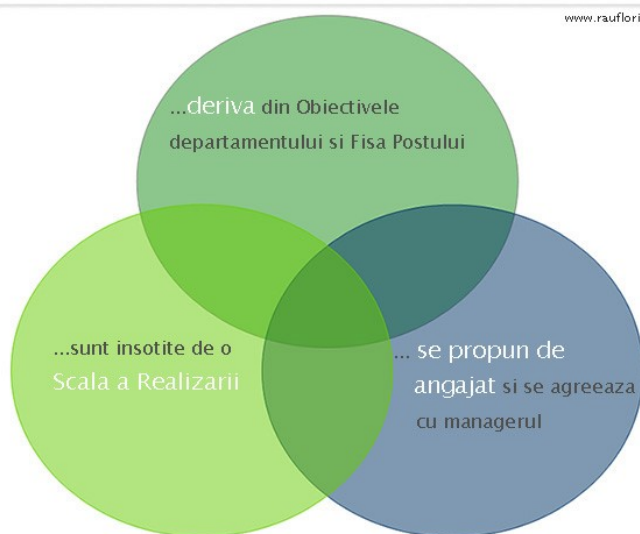 www.rauflori
...deriva din Obiectivele
departamentului si Fisa Postului
...sunt insotite de o
Scala a Realizarii
... se propun de
angajat si se agreeaza
cu managerul